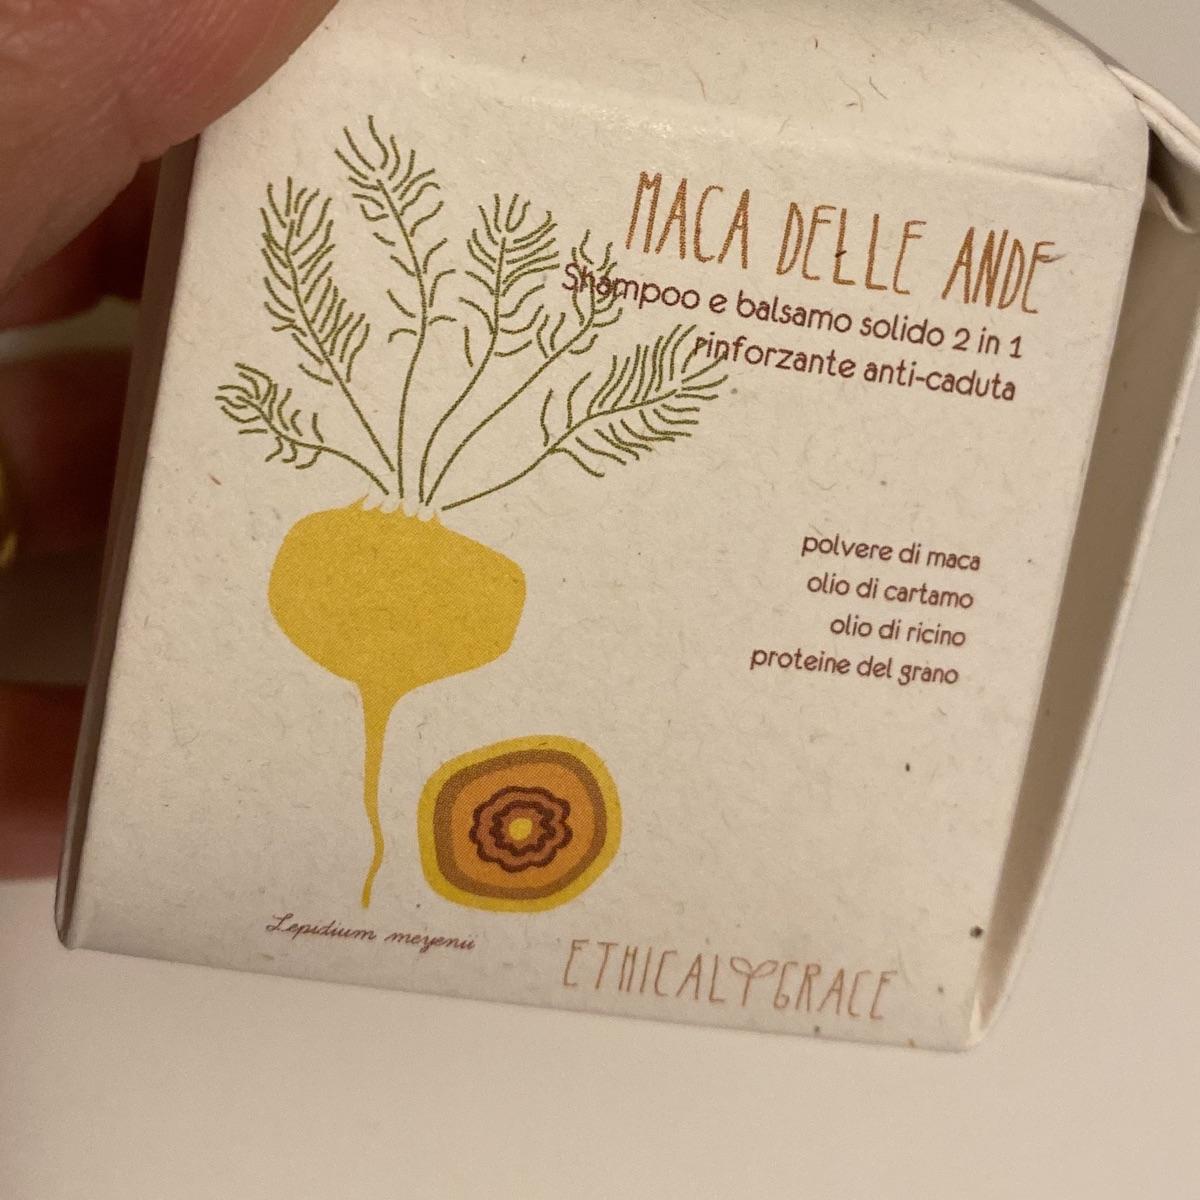 MACA DELLE ANDE
Shampoo e balsamo solido 2 in 1
rinforzante anti-caduta
polvere di maca
olio di cartamo
olio di ricino
proteine del grano
Lepidium meyenii
ETHICAL GRACE